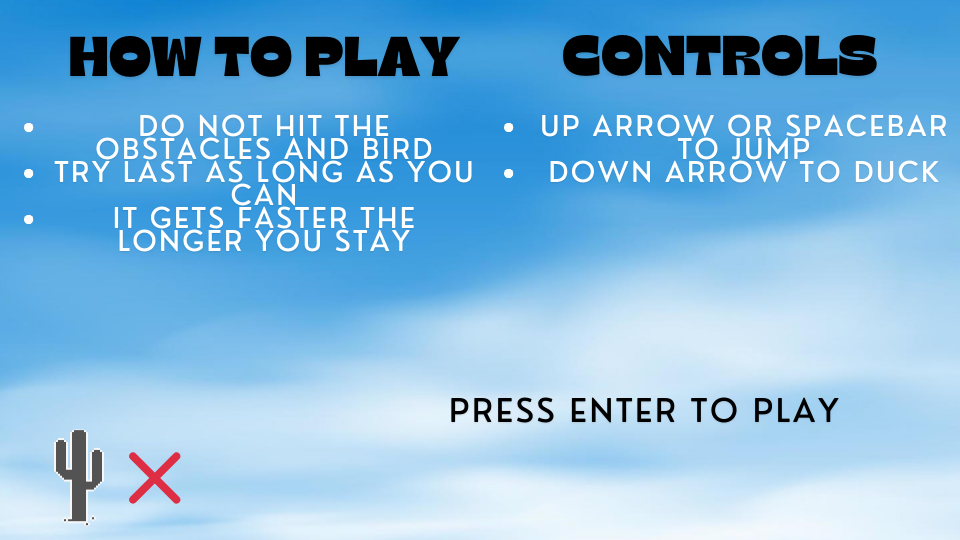 HOW TO PLAY
• DO NOT HIT THE
OBSTACLES AND BIRD
• TRY LAST AS LONG AS YOU
CAN
• IT GETS FASTER THE
LONGER YOU STAY
CONTROLS
• UP ARROW OR SPACEBAR
TO JUMP
• DOWN ARROW TO DUCK
PRESS ENTER TO PLAY